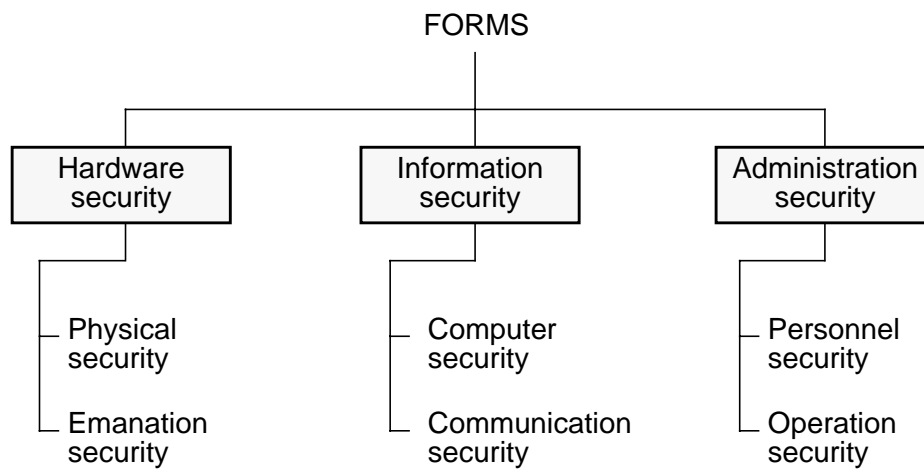 FORMS
Hardware
security
Information
security
Administration
security
Physical
security
Emanation
security
Computer
security
Communication
security
Personnel
security
Operation
security